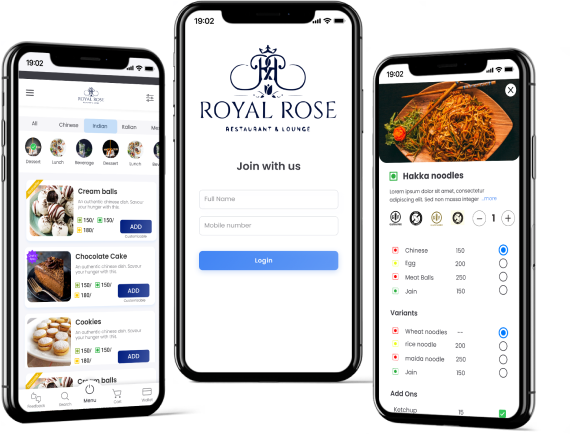 19:02
ROYAL ROSE
All Chinese Indian Italian
Dessert Lunch Beverage Dessert Lunch
Cream balls
An authentic chinese dish. Savour
your hunger with this.
150/ 150/
180/
ADD
Customizable
Chocolate Cake
An authentic chinese dish. Savour
your hunger with this.
150/ 150/
180/
ADD
Customizable
Cookies
An authentic chinese dish. Savour
your hunger with this.
150/ 150/
180/
ADD
Cream balls
Feedback Search Menu Cart Wallet
19:02
ROYAL ROSE
RESTAURANT & LOUNGE
Join with us
Full Name
Mobile number
Login
19:02
X
Hakka noodles
Lorem ipsum dolor sit amet, consectetur
adipiscing elit. Sed non massa integer ..more
1
Chinese 150
Egg 200
Meat Balls 250
Jain 150
Variants
Wheat noodles --
rice noodle 200
maida noodle 250
Jain 150
Add Ons
Ketchup 15